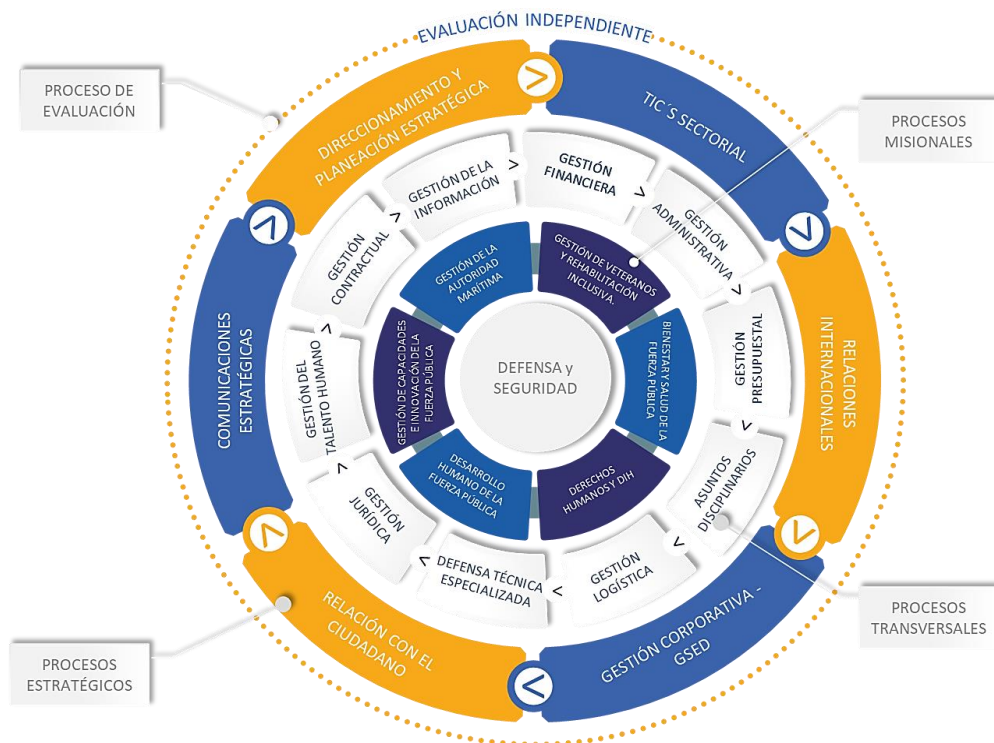 EVALUACIÓN INDEPENDIENTE
PROCESO DE
EVALUACIÓN
PROCESOS
MISIONALES
PROCESOS
TRANSVERSALES
PROCESOS
ESTRATÉGICOS
DIRECCIONAMIENTO Y
PLANEACIÓN ESTRATÉGICA
TIC´S SECTORIAL
RELACIONES
INTERNACIONALES
GESTIÓN CORPORATIVA -
GSED
RELACIÓN CON EL
CIUDADANO
COMUNICACIONES
ESTRATÉGICAS
GESTIÓN DE LA
INFORMACIÓN
GESTIÓN
FINANCIERA
GESTIÓN
ADMINISTRATIVA
GESTIÓN
PRESUPUESTAL
ASUNTOS
DISCIPLINARIOS
GESTIÓN
LOGÍSTICA
DEFENSA TÉCNICA
ESPECIALIZADA
GESTIÓN
JURÍDICA
GESTIÓN DEL
TALENTO HUMANO
GESTIÓN
CONTRACTUAL
GESTIÓN DE LA
AUTORIDAD
MARÍTIMA
GESTIÓN DE VETERANOS
Y REHABILITACIÓN
INCLUSIVA.
BIENESTAR Y SALUD DE LA
FUERZA PÚBLICA
DERECHOS
HUMANOS Y DIH
DESARROLLO
HUMANO DE LA
FUERZA PÚBLICA
GESTIÓN DE CAPACIDADES
E INNOVACIÓN DE LA
FUERZA PÚBLICA
DEFENSA y
SEGURIDAD